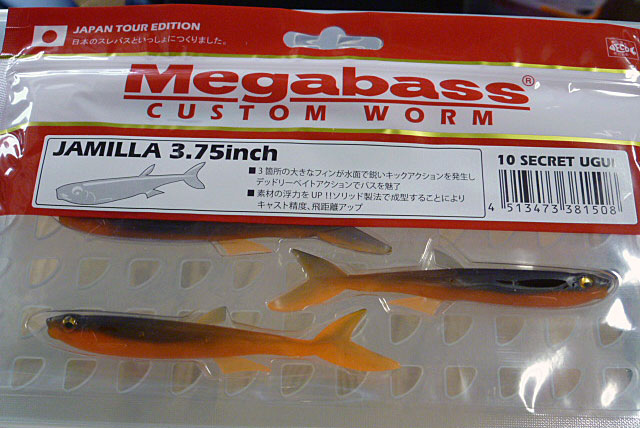 JAPAN TOUR EDITION
日本のスレバスといっしょにつくりました。
Megabass®
CUSTOM WORM
JAMILLA 3.75inch
■3箇所の大きなフィンが水面で鋭いキックアクションを発生し
デッドリーベイトアクションでバスを魅了
■素材の浮力をUP!!ソリッド製法で成型することにより
キャスト精度、飛距離アップ
10 SECRET UGUI
4 513473 381508